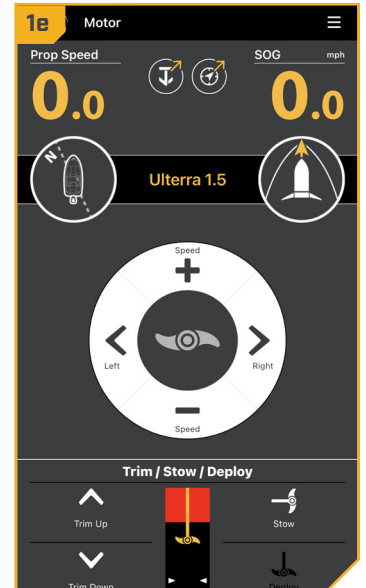 1e
Motor
Prop Speed
SOG mph
0.0
0.0
N
Ulterra 1.5
Speed
Left
Right
Speed
Trim / Stow / Deploy
Trim Up
Stow
Trim Down
Deploy